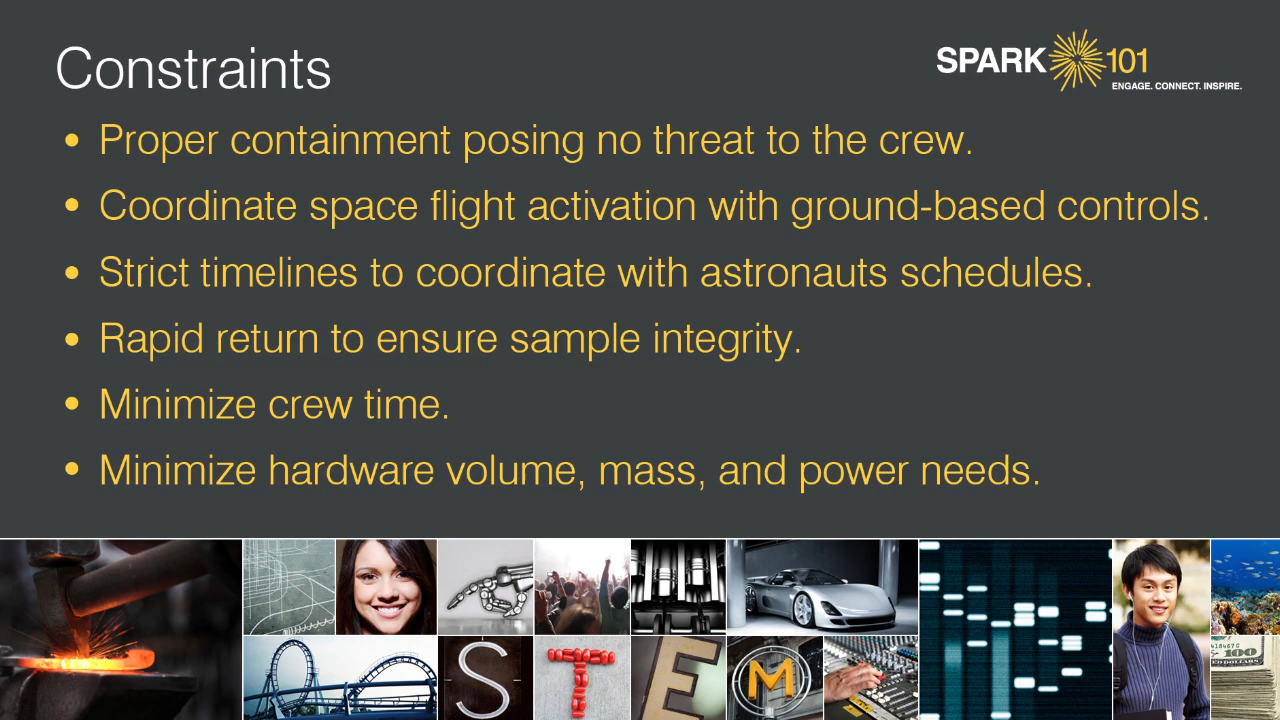 Constraints
SPARK 101
ENGAGE. CONNECT. INSPIRE.
• Proper containment posing no threat to the crew.
• Coordinate space flight activation with ground-based controls.
• Strict timelines to coordinate with astronauts schedules.
• Rapid return to ensure sample integrity.
• Minimize crew time.
• Minimize hardware volume, mass, and power needs.
S T E M
100